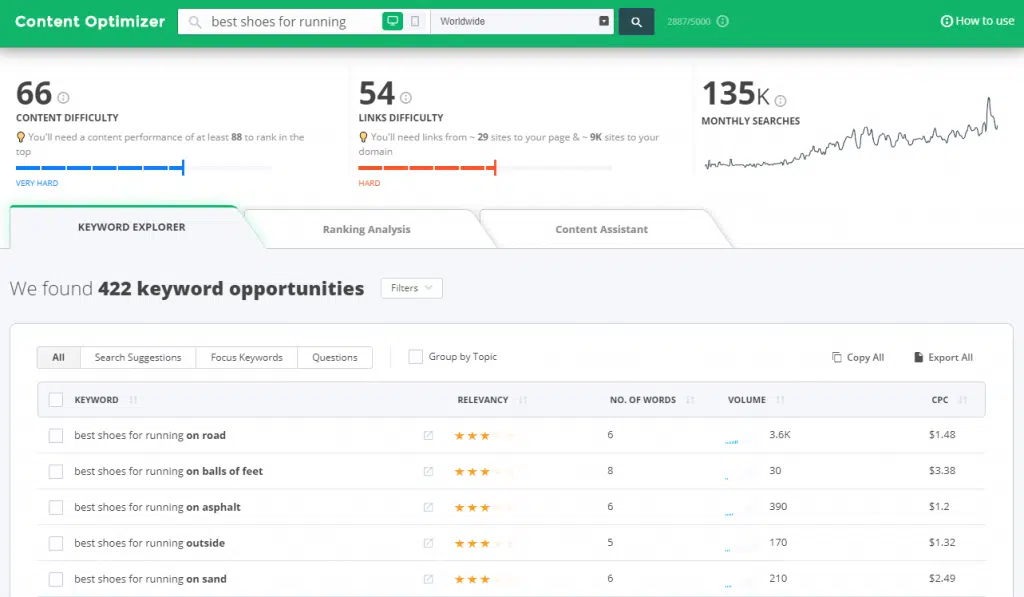 Content Optimizer best shoes for running Worldwide 2887/5000 How to use
66
CONTENT DIFFICULTY
You'll need a content performance of at least 88 to rank in the
top
VERY HARD
54
LINKS DIFFICULTY
You'll need links from ~ 29 sites to your page & ~ 9K sites to your
domain
HARD
135K
MONTHLY SEARCHES
KEYWORD EXPLORER Ranking Analysis Content Assistant
We found 422 keyword opportunities Filters
All Search Suggestions Focus Keywords Questions Group by Topic Copy All Export All
KEYWORD RELEVANCY NO. OF WORDS VOLUME CPC
best shoes for running on road 6 3.6K $1.48
best shoes for running on balls of feet 8 30 $3.38
best shoes for running on asphalt 6 390 $1.2
best shoes for running outside 5 170 $1.32
best shoes for running on sand 6 210 $2.49